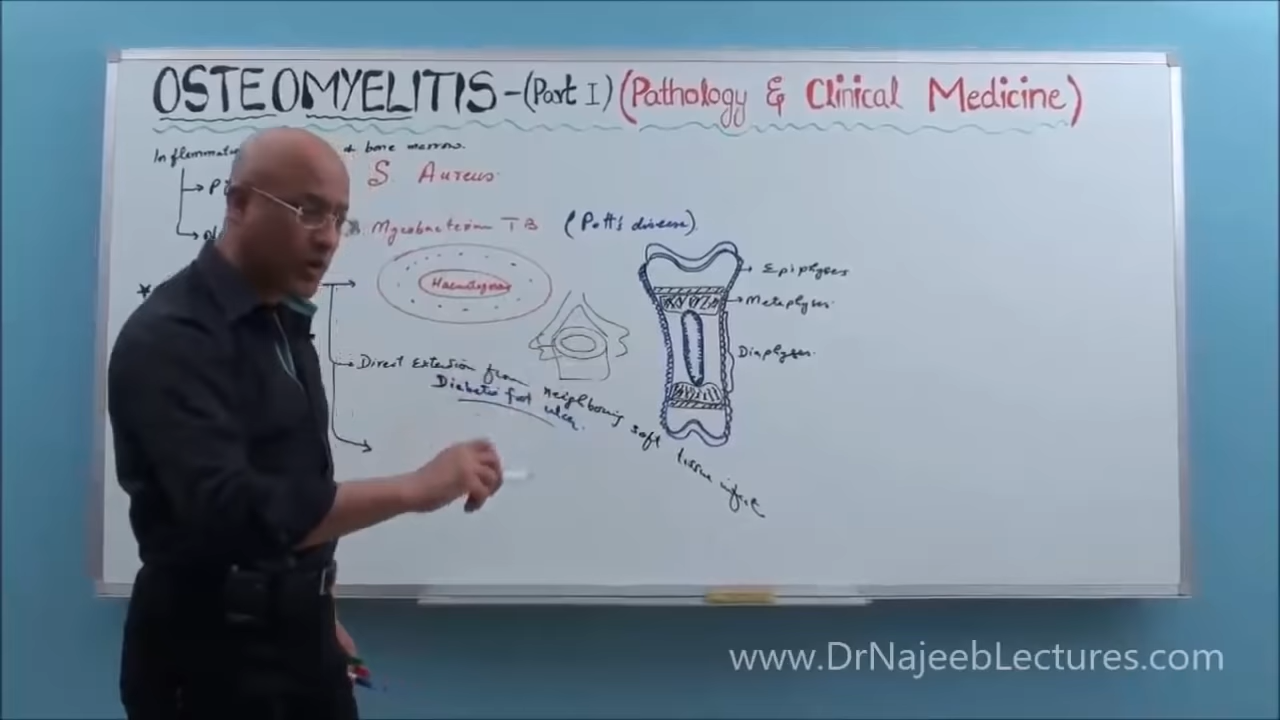 OSTEOMYELITIS - (Part I) (Pathology & Clinical Medicine)
Inflammatio + bone marrow.
S. Aureus
Mycobacterium TB (Pott's disease)
Haematogenous
Epiphyses
Metaphyses
Diaphyses
Direct Extension from neighbouring soft tissue infec
Diabetic foot ulcer.
www.DrNajeebLectures.com